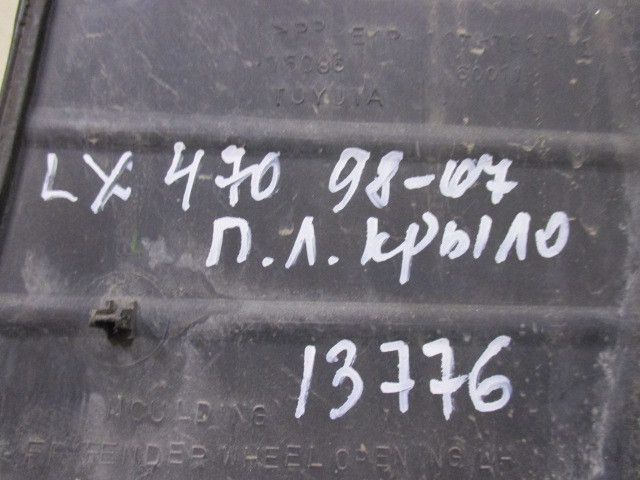 TOYOTA
LX 470 98-07
П.Л. крыло
13776
MOULDING
FENDER WHEEL OPENING LH